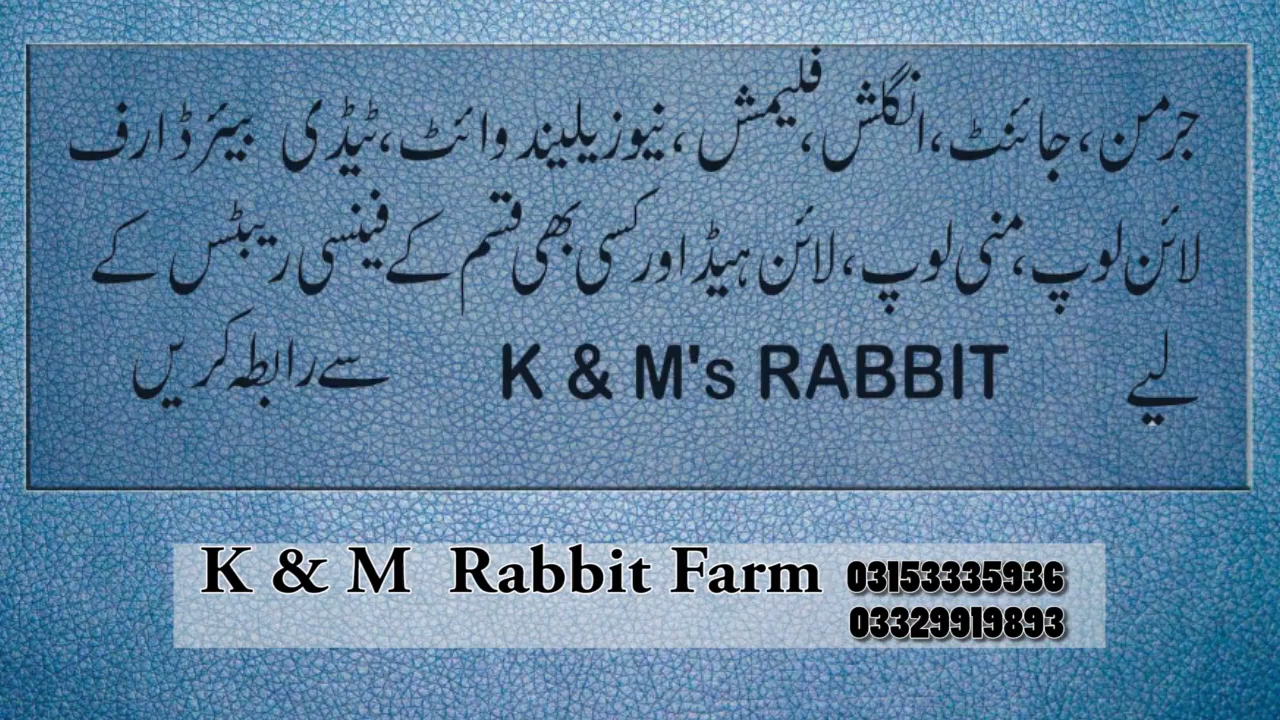 جرمن، جائنٹ، انگلش، فلیمش، نیوزیلیند وائٹ، ٹیڈی بیئر ڈارف
لائن لوپ، منی لوپ، لائن ہیڈ اور کسی بھی قسم کے فینسی ریبٹس کے
لیے K & M's RABBIT سے رابطہ کریں
K & M Rabbit Farm 03153335936
03329919893